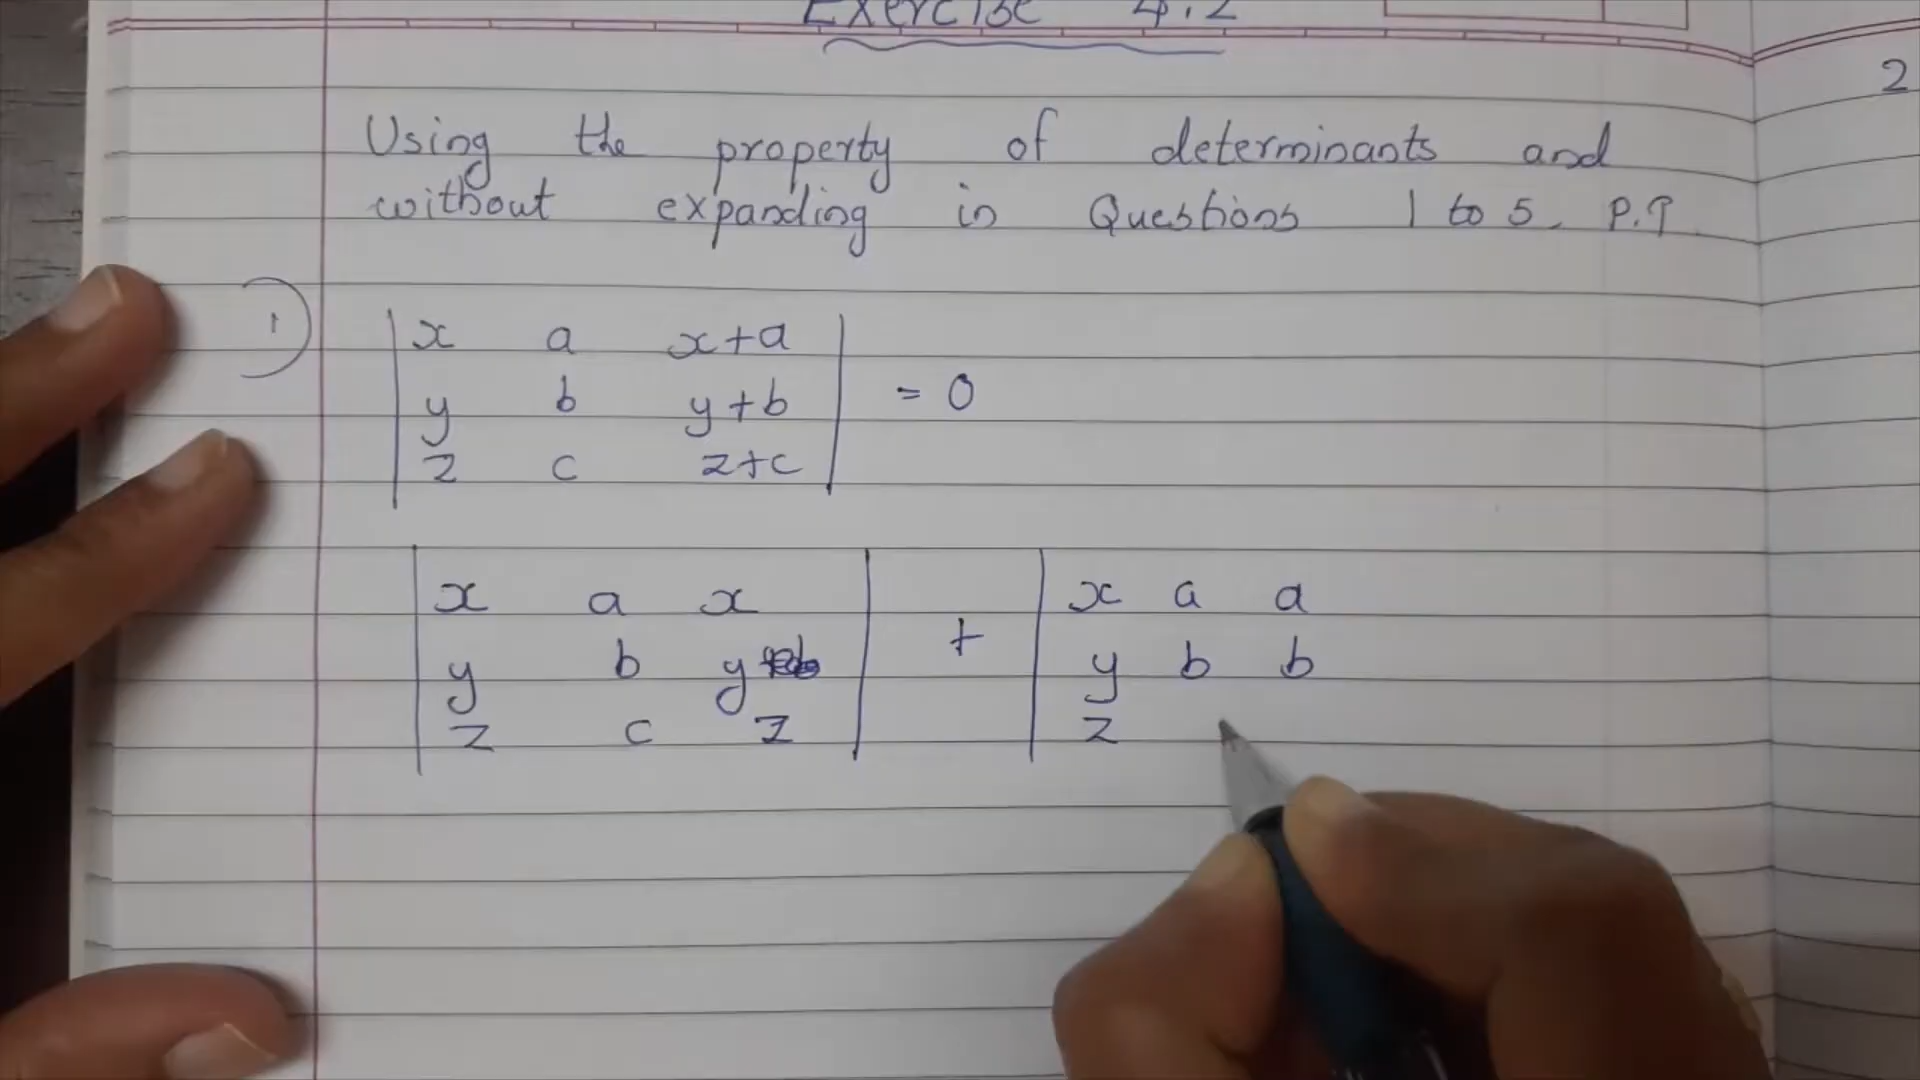 Exercise 4.2
2
Using the property of determinants and
without expanding in Questions 1 to 5. P.T
1
x a x+a
y b y+b = 0
z c z+c
x a x x a a
y b y + y b b
z c z z